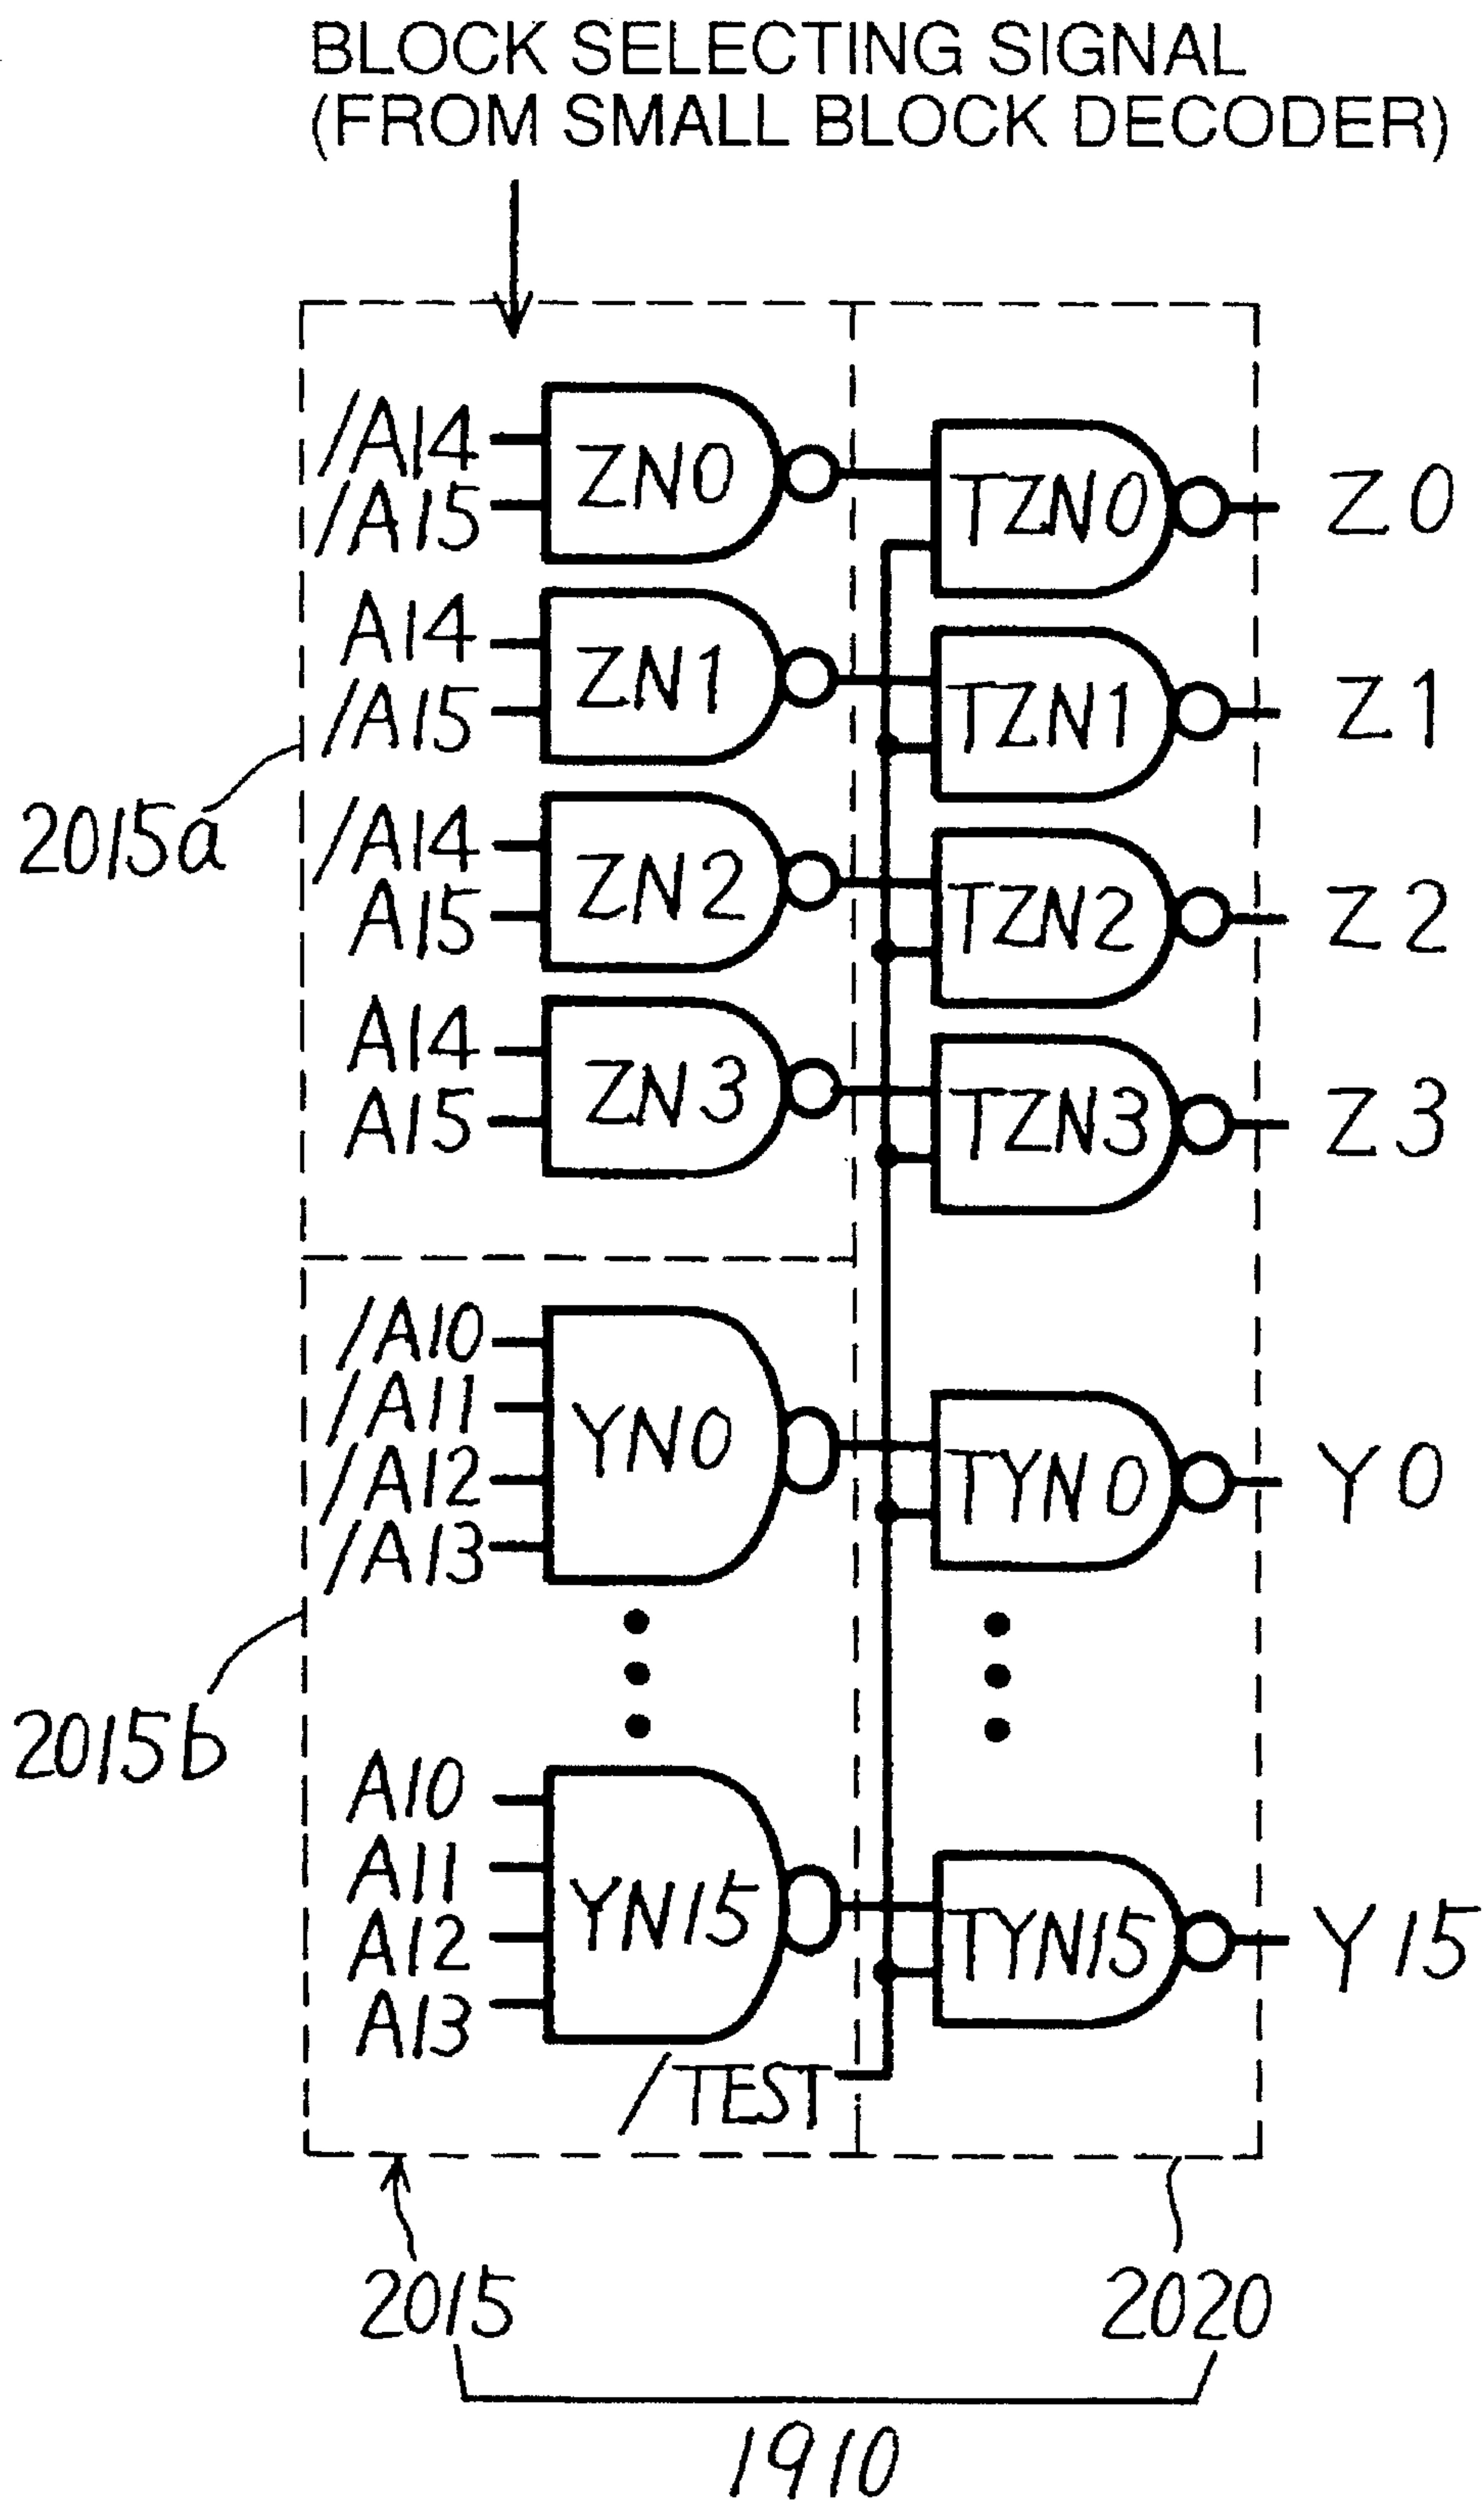 BLOCK SELECTING SIGNAL
(FROM SMALL BLOCK DECODER)
/A14
/A15
ZN0
TZN0
Z0
A14
/A15
ZN1
TZN1
Z1
2015a
/A14
A15
ZN2
TZN2
Z2
A14
A15
ZN3
TZN3
Z3
/A10
/A11
/A12
/A13
YN0
TYN0
Y0
2015b
A10
A11
A12
A13
YN15
TYN15
Y15
/TEST
2015
2020
1910